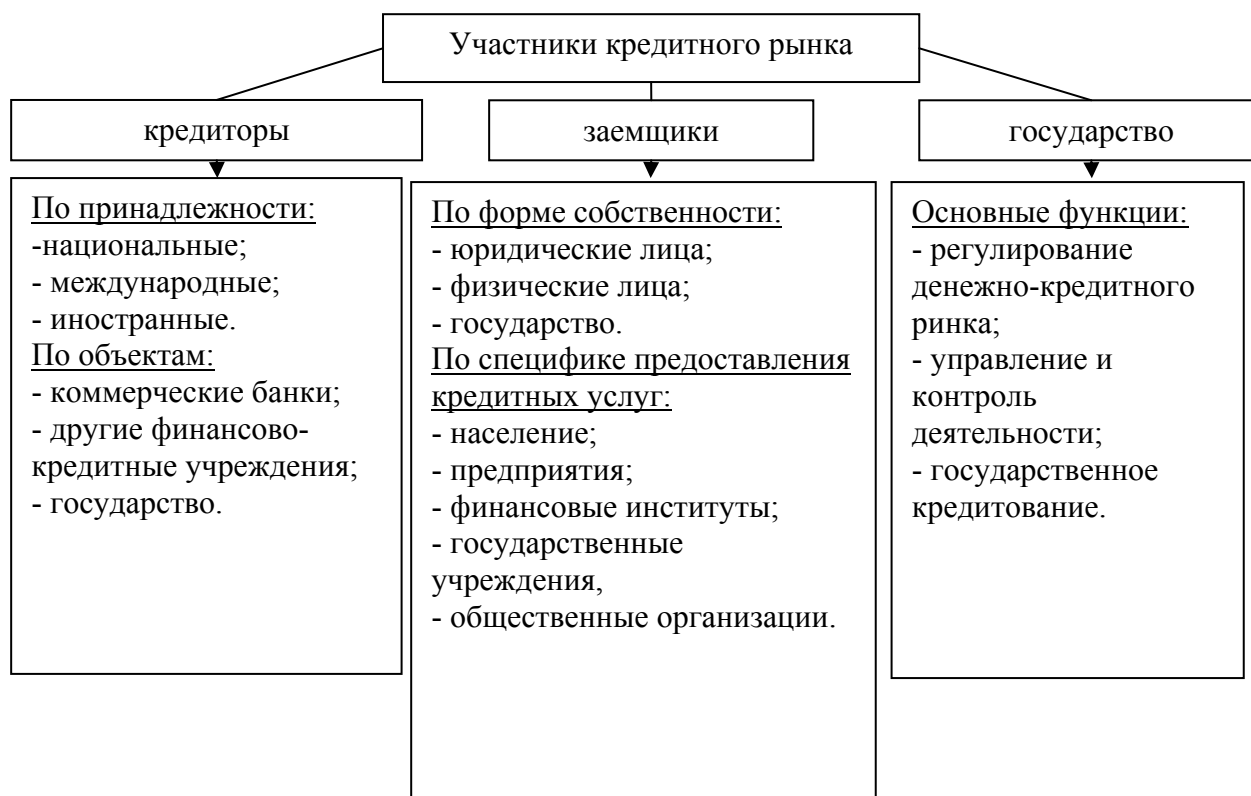 Участники кредитного рынка
кредиторы
заемщики
государство
По принадлежности:
-национальные;
- международные;
- иностранные.
По объектам:
- коммерческие банки;
- другие финансово-
кредитные учреждения;
- государство.
По форме собственности:
- юридические лица;
- физические лица;
- государство.
По специфике предоставления
кредитных услуг:
- население;
- предприятия;
- финансовые институты;
- государственные
учреждения,
- общественные организации.
Основные функции:
- регулирование
денежно-кредитного
ринка;
- управление и
контроль
деятельности;
- государственное
кредитование.